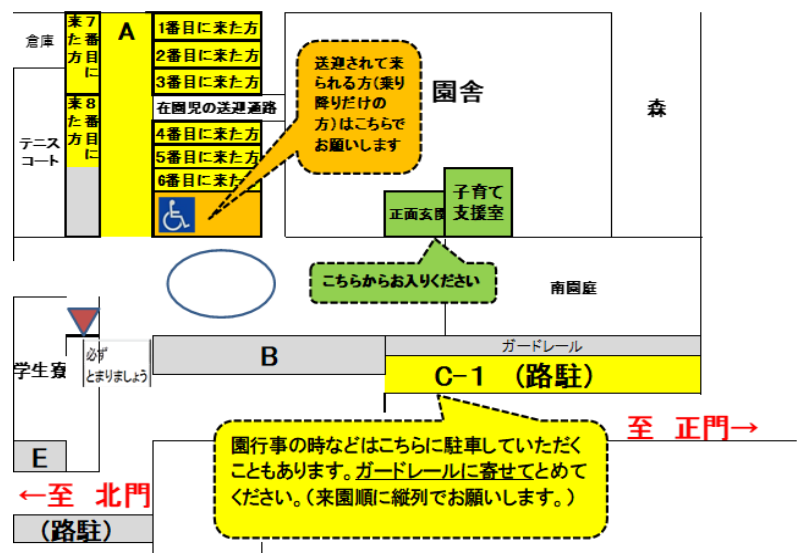 倉庫
来た方
7番目に
A
1番目に来た方
2番目に来た方
3番目に来た方
在園児の送迎通路
4番目に来た方
5番目に来た方
6番目に来た方
来た方
8番目に
テニス
コート
送迎されて来
られる方(乗り
降りだけの
方)はこちらで
お願いします
園舎
森
正面玄関
子育て
支援室
こちらからお入りください
南園庭
学生寮
必ず
とまりましょう
B
ガードレール
C-1 (路駐)
園行事の時などはこちらに駐車していただく
こともあります。ガードレールに寄せてとめて
ください。(来園順に縦列でお願いします。)
至 正門→
E
←至 北門
(路駐)